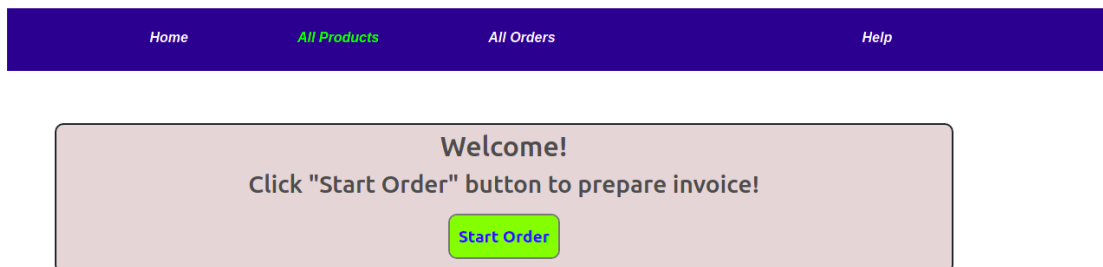 Home All Products All Orders Help
Welcome!
Click "Start Order" button to prepare invoice!
Start Order